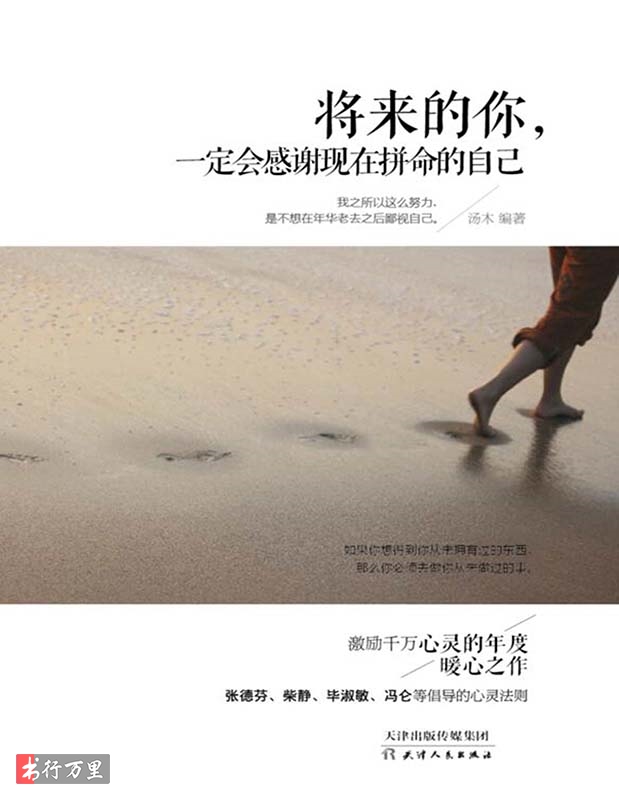 将来的你，
一定会感谢现在拼命的自己
我之所以这么努力、
是不想在年华老去之后鄙视自己。
汤木 编著
如果你想得到你从未拥有过的东西，
那么你必须去做你从未做过的事。
激励千万心灵的年度
暖心之作
张德芬、柴静、毕淑敏、冯仑等倡导的心灵法则
天津出版传媒集团
天津人民出版社
书行万里